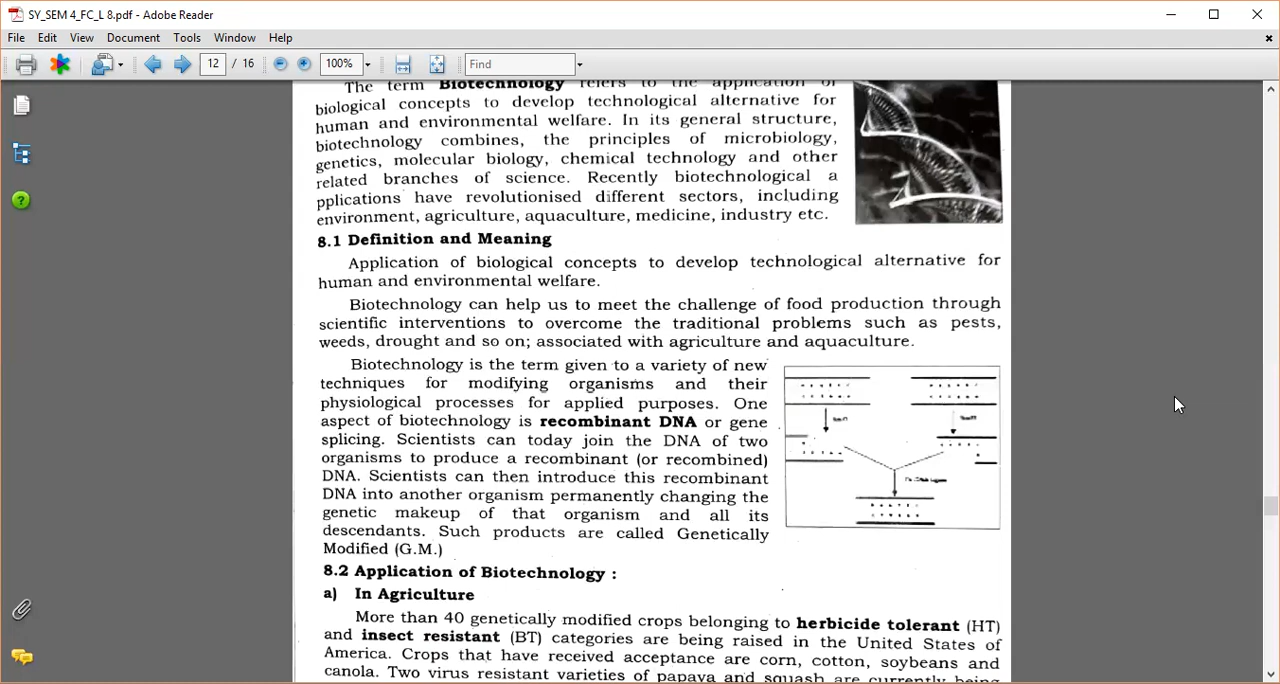 SY_SEM 4_FC_L 8.pdf - Adobe Reader
File Edit View Document Tools Window Help
12 / 16 100% Find
The term Biotechnology refers to the application of
biological concepts to develop technological alternative for
human and environmental welfare. In its general structure,
biotechnology combines, the principles of microbiology,
genetics, molecular biology, chemical technology and other
related branches of science. Recently biotechnological a
pplications have revolutionised different sectors, including
environment, agriculture, aquaculture, medicine, industry etc.
8.1 Definition and Meaning
Application of biological concepts to develop technological alternative for
human and environmental welfare.
Biotechnology can help us to meet the challenge of food production through
scientific interventions to overcome the traditional problems such as pests,
weeds, drought and so on; associated with agriculture and aquaculture.
Biotechnology is the term given to a variety of new
techniques for modifying organisms and their
physiological processes for applied purposes. One
aspect of biotechnology is recombinant DNA or gene
splicing. Scientists can today join the DNA of two
organisms to produce a recombinant (or recombined)
DNA. Scientists can then introduce this recombinant
DNA into another organism permanently changing the
genetic makeup of that organism and all its
descendants. Such products are called Genetically
Modified (G.M.)
8.2 Application of Biotechnology :
a) In Agriculture
More than 40 genetically modified crops belonging to herbicide tolerant (HT)
and insect resistant (BT) categories are being raised in the United States of
America. Crops that have received acceptance are corn, cotton, soybeans and
canola. Two virus resistant varieties of papaya and squash are currently being